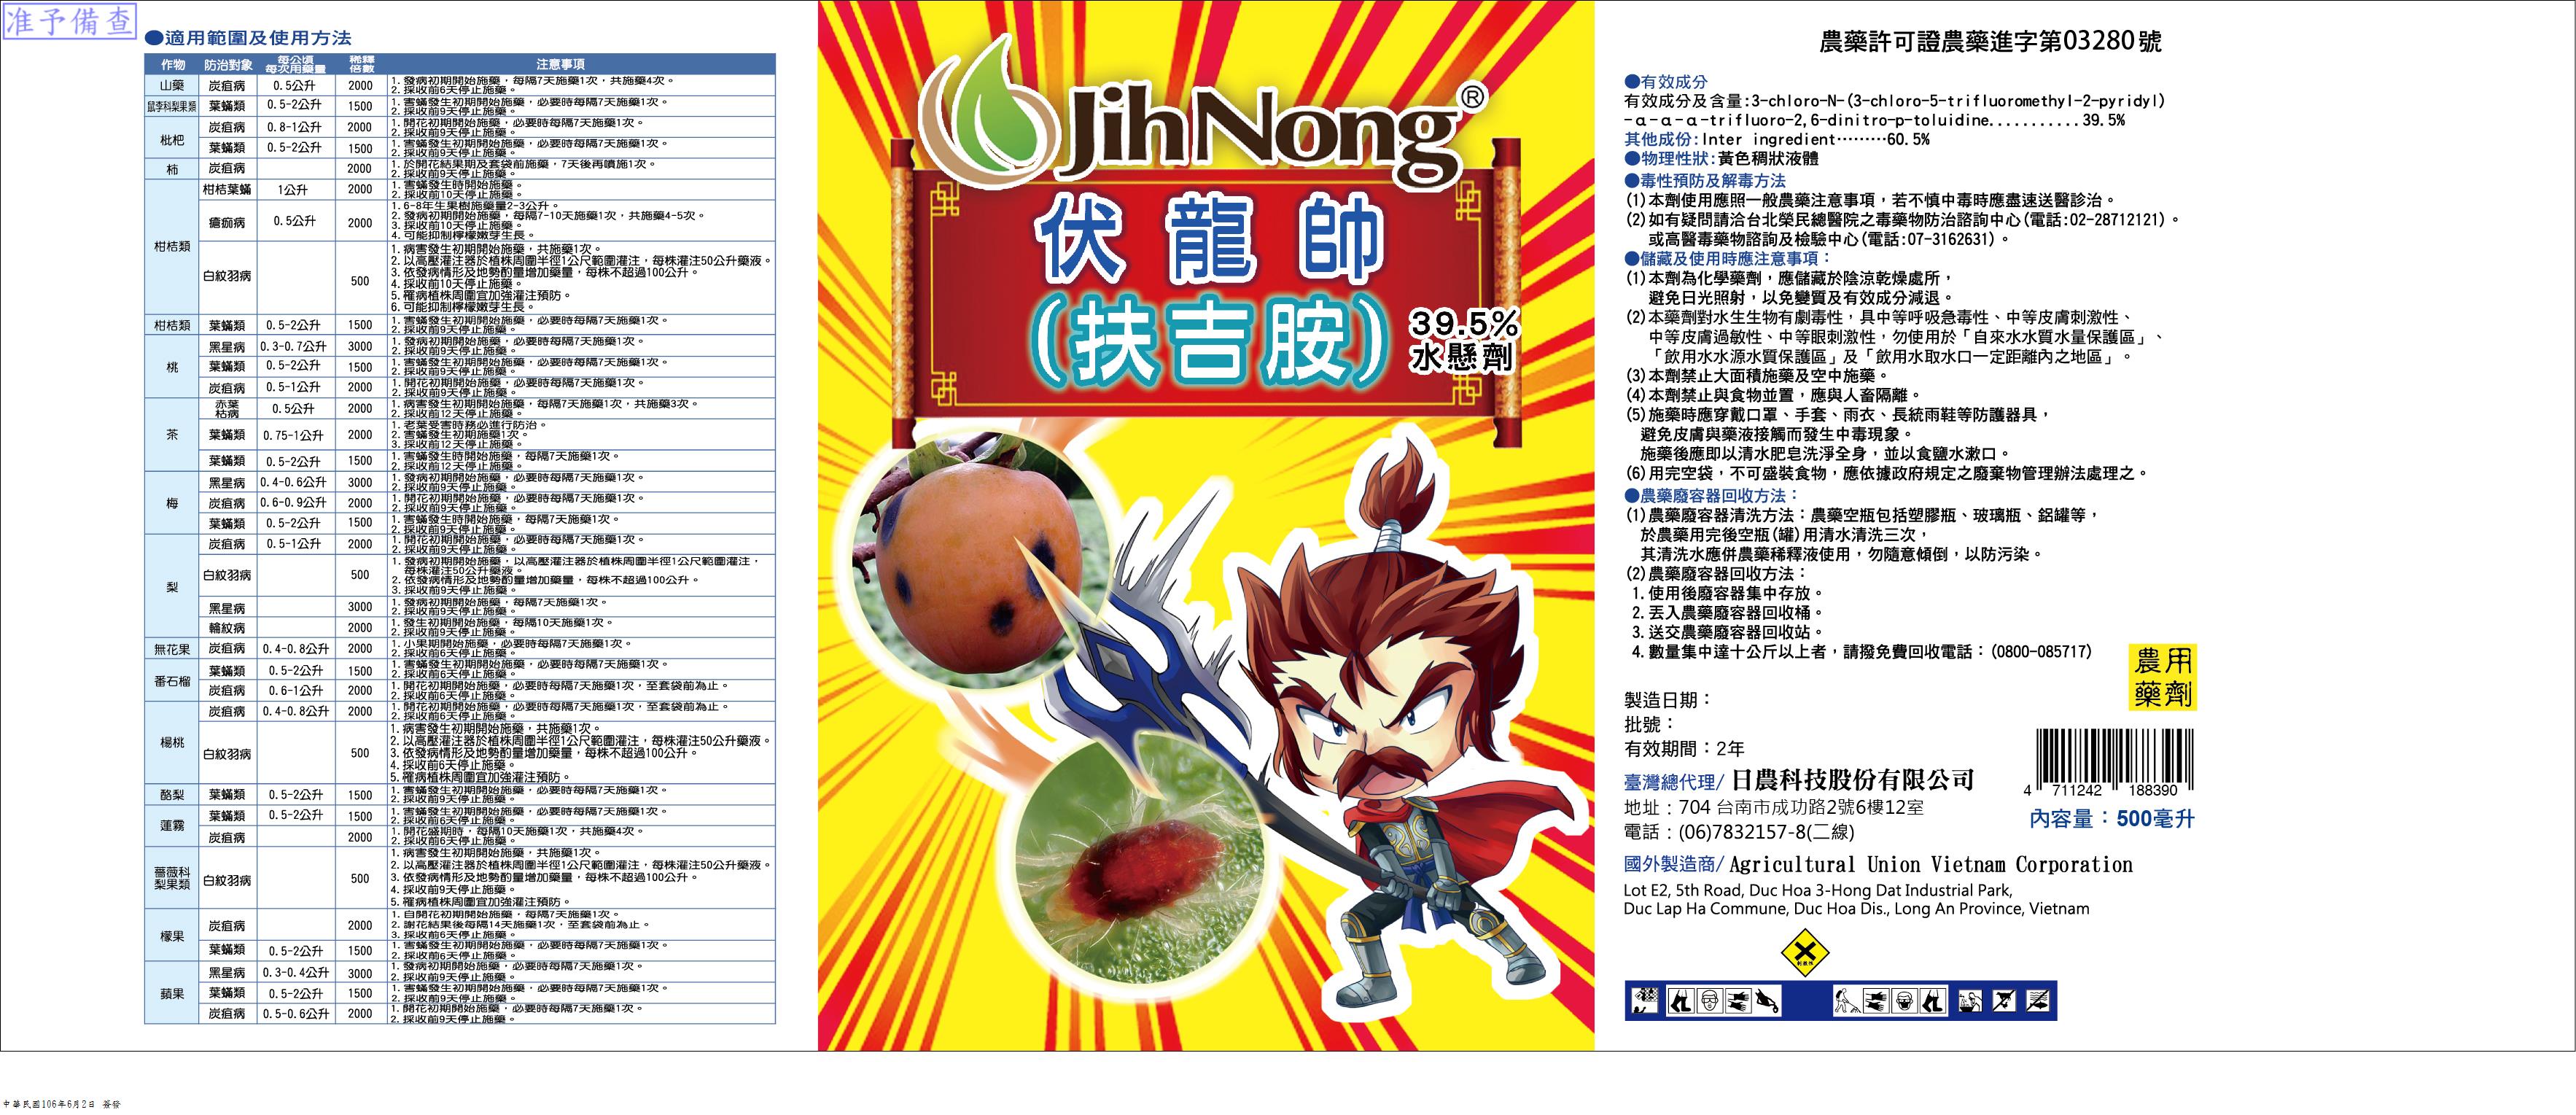 准予備查
●適用範圍及使用方法
作物 防治對象 每公頃每次用藥量 稀釋倍數 注意事項
山藥 炭疽病 0.5公升 2000 1. 發病初期開始施藥，每隔7天施藥1次，共施藥4次。
2. 採收前6天停止施藥。
鼠李科梨果類 葉蟎類 0.5-2公升 1500 1. 害蟎發生初期開始施藥，必要時每隔7天施藥1次。
2. 採收前9天停止施藥。
枇杷 炭疽病 0.8-1公升 2000 1. 開花初期開始施藥，必要時每隔7天施藥1次。
2. 採收前9天停止施藥。
葉蟎類 0.5-2公升 1500 1. 害蟎發生初期開始施藥，必要時每隔7天施藥1次。
2. 採收前9天停止施藥。
柿 炭疽病 2000 1. 於開花結果期及套袋前施藥，7天後再噴施1次。
2. 採收前9天停止施藥。
柑桔類 柑桔葉蟎 1公升 2000 1. 害蟎發生時開始施藥。
2. 採收前10天停止施藥。
瘡痂病 0.5公升 2000 1. 6-8年生果樹施藥量2-3公升。
2. 發病初期開始施藥，每隔7-10天施藥1次，共施藥4-5次。
3. 採收前10天停止施藥。
4. 可能抑制檸檬嫩芽生長。
白紋羽病 500 1. 病害發生初期開始施藥，共施藥1次。
2. 以高壓灌注器於植株周圍半徑1公尺範圍灌注，每株灌注50公升藥液。
3. 依發病情形及地勢酌量增加藥量，每株不超過100公升。
4. 採收前10天停止施藥。
5. 罹病植株周圍宜加強灌注預防。
6. 可能抑制檸檬嫩芽生長。
柑桔類 葉蟎類 0.5-2公升 1500 1. 害蟎發生初期開始施藥，必要時每隔7天施藥1次。
2. 採收前9天停止施藥。
桃 黑星病 0.3-0.7公升 3000 1. 發病初期開始施藥，必要時每隔7天施藥1次。
2. 採收前9天停止施藥。
葉蟎類 0.5-2公升 1500 1. 害蟎發生初期開始施藥，必要時每隔7天施藥1次。
2. 採收前9天停止施藥。
炭疽病 0.5-1公升 2000 1. 開花初期開始施藥，必要時每隔7天施藥1次。
2. 採收前9天停止施藥。
茶 赤葉枯病 0.5公升 2000 1. 病害發生初期開始施藥，每隔7天施藥1次，共施藥3次。
2. 採收前12天停止施藥。
葉蟎類 0.75-1公升 2000 1. 老葉受害時務必進行防治。
2. 害蟎發生初期施藥1次。
3. 採收前12天停止施藥。
葉蟎類 0.5-2公升 1500 1. 害蟎發生時開始施藥，每隔7天施藥1次。
2. 採收前12天停止施藥。
梅 黑星病 0.4-0.6公升 3000 1. 發病初期開始施藥，必要時每隔7天施藥1次。
2. 採收前9天停止施藥。
炭疽病 0.6-0.9公升 2000 1. 開花初期開始施藥，必要時每隔7天施藥1次。
2. 採收前9天停止施藥。
葉蟎類 0.5-2公升 1500 1. 害蟎發生時開始施藥，每隔7天施藥1次。
2. 採收前9天停止施藥。
梨 炭疽病 0.5-1公升 2000 1. 開花初期開始施藥，必要時每隔7天施藥1次。
2. 採收前9天停止施藥。
白紋羽病 500 1. 發病初期開始施藥，以高壓灌注器於植株周圍半徑1公尺範圍灌注，
每株灌注50公升藥液。
2. 依發病情形及地勢酌量增加藥量，每株不超過100公升。
3. 採收前9天停止施藥。
黑星病 3000 1. 發病初期開始施藥，每隔7天施藥1次。
2. 採收前9天停止施藥。
輪紋病 2000 1. 發生初期開始施藥，每隔10天施藥1次。
2. 採收前9天停止施藥。
無花果 炭疽病 0.4-0.8公升 2000 1. 小果期開始施藥，必要時每隔7天施藥1次。
2. 採收前6天停止施藥。
番石榴 葉蟎類 0.5-2公升 1500 1. 害蟎發生初期開始施藥，必要時每隔7天施藥1次。
2. 採收前6天停止施藥。
炭疽病 0.6-1公升 2000 1. 開花初期開始施藥，必要時每隔7天施藥1次，至套袋前為止。
2. 採收前6天停止施藥。
楊桃 炭疽病 0.4-0.8公升 2000 1. 開花初期開始施藥，必要時每隔7天施藥1次，至套袋前為止。
2. 採收前6天停止施藥。
白紋羽病 500 1. 病害發生初期開始施藥，共施藥1次。
2. 以高壓灌注器於植株周圍半徑1公尺範圍灌注，每株灌注50公升藥液。
3. 依發病情形及地勢酌量增加藥量，每株不超過100公升。
4. 採收前6天停止施藥。
5. 罹病植株周圍宜加強灌注預防。
酪梨 葉蟎類 0.5-2公升 1500 1. 害蟎發生初期開始施藥，必要時每隔7天施藥1次。
2. 採收前9天停止施藥。
蓮霧 葉蟎類 0.5-2公升 1500 1. 害蟎發生初期開始施藥，必要時每隔7天施藥1次。
2. 採收前6天停止施藥。
炭疽病 2000 1. 開花盛期時，每隔10天施藥1次，共施藥4次。
2. 採收前6天停止施藥。
薔薇科梨果類 白紋羽病 500 1. 病害發生初期開始施藥，共施藥1次。
2. 以高壓灌注器於植株周圍半徑1公尺範圍灌注，每株灌注50公升藥液。
3. 依發病情形及地勢酌量增加藥量，每株不超過100公升。
4. 採收前9天停止施藥。
5. 罹病植株周圍宜加強灌注預防。
檬果 炭疽病 2000 1. 自開花初期開始施藥，每隔7天施藥1次。
2. 謝花結果後每隔14天施藥1次，至套袋前為止。
3. 採收前6天停止施藥。
葉蟎類 0.5-2公升 1500 1. 害蟎發生初期開始施藥，必要時每隔7天施藥1次。
2. 採收前6天停止施藥。
蘋果 黑星病 0.3-0.4公升 3000 1. 發病初期開始施藥，必要時每隔7天施藥1次。
2. 採收前9天停止施藥。
葉蟎類 0.5-2公升 1500 1. 害蟎發生初期開始施藥，必要時每隔7天施藥1次。
2. 採收前9天停止施藥。
炭疽病 0.5-0.6公升 2000 1. 開花初期開始施藥，必要時每隔7天施藥1次。
2. 採收前9天停止施藥。
JihNong®
伏龍帥
(扶吉胺)
39.5%
水懸劑
農藥許可證農藥進字第03280號
●有效成分
有效成分及含量:3-chloro-N-(3-chloro-5-trifluoromethyl-2-pyridyl)
-α-α-α-trifluoro-2,6-dinitro-p-toluidine...........39.5%
其他成份:Inter ingredient………60.5%
●物理性狀:黃色稠狀液體
●毒性預防及解毒方法
(1)本劑使用應照一般農藥注意事項，若不慎中毒時應盡速送醫診治。
(2)如有疑問請洽台北榮民總醫院之毒藥物防治諮詢中心(電話:02-28712121)。
或高醫毒藥物諮詢及檢驗中心(電話:07-3162631)。
●儲藏及使用時應注意事項：
(1)本劑為化學藥劑，應儲藏於陰涼乾燥處所，
避免日光照射，以免變質及有效成分減退。
(2)本藥劑對水生生物有劇毒性，具中等呼吸急毒性、中等皮膚刺激性、
中等皮膚過敏性、中等眼刺激性，勿使用於「自來水水質水量保護區」、
「飲用水水源水質保護區」及「飲用水取水口一定距離內之地區」。
(3)本劑禁止大面積施藥及空中施藥。
(4)本劑禁止與食物並置，應與人畜隔離。
(5)施藥時應穿戴口罩、手套、雨衣、長統雨鞋等防護器具，
避免皮膚與藥液接觸而發生中毒現象。
施藥後應即以清水肥皂洗淨全身，並以食鹽水漱口。
(6)用完空袋，不可盛裝食物，應依據政府規定之廢棄物管理辦法處理之。
●農藥廢容器回收方法：
(1)農藥廢容器清洗方法：農藥空瓶包括塑膠瓶、玻璃瓶、鋁罐等，
於農藥用完後空瓶(罐)用清水清洗三次，
其清洗水應併農藥稀釋液使用，勿隨意傾倒，以防污染。
(2)農藥廢容器回收方法：
1.使用後廢容器集中存放。
2.丟入農藥廢容器回收桶。
3.送交農藥廢容器回收站。
4.數量集中達十公斤以上者，請撥免費回收電話：(0800-085717)
農用
藥劑
製造日期：
批號：
有效期間：2年
臺灣總代理/ 日農科技股份有限公司
地址：704 台南市成功路2號6樓12室
電話：(06)7832157-8(二線)
4 711242 188390
內容量：500毫升
國外製造商/ Agricultural Union Vietnam Corporation
Lot E2, 5th Road, Duc Hoa 3-Hong Dat Industrial Park,
Duc Lap Ha Commune, Duc Hoa Dis., Long An Province, Vietnam
刺激性
中華民國106年6月2日 簽發